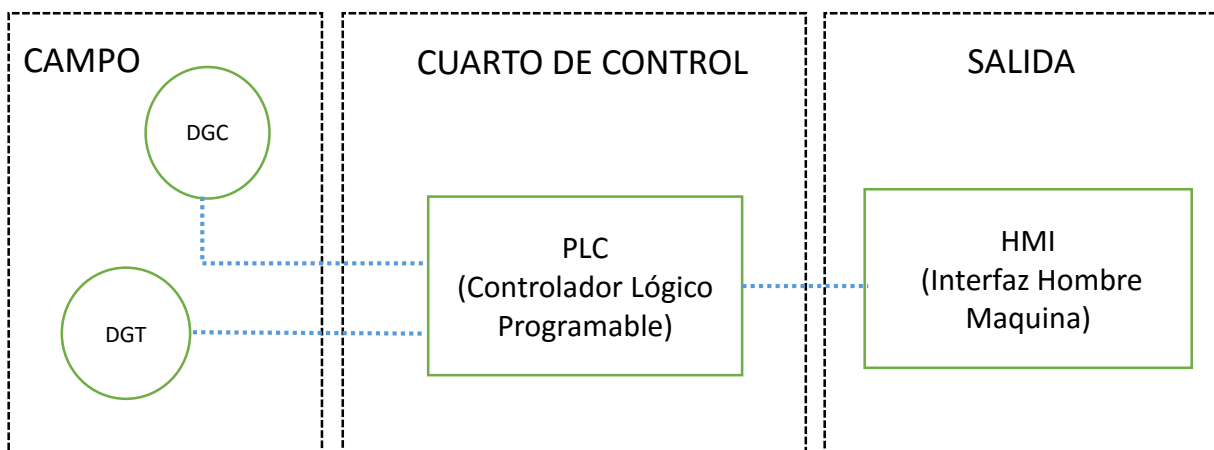 CAMPO
DGC
DGT
CUARTO DE CONTROL
PLC
(Controlador Lógico
Programable)
SALIDA
HMI
(Interfaz Hombre
Maquina)